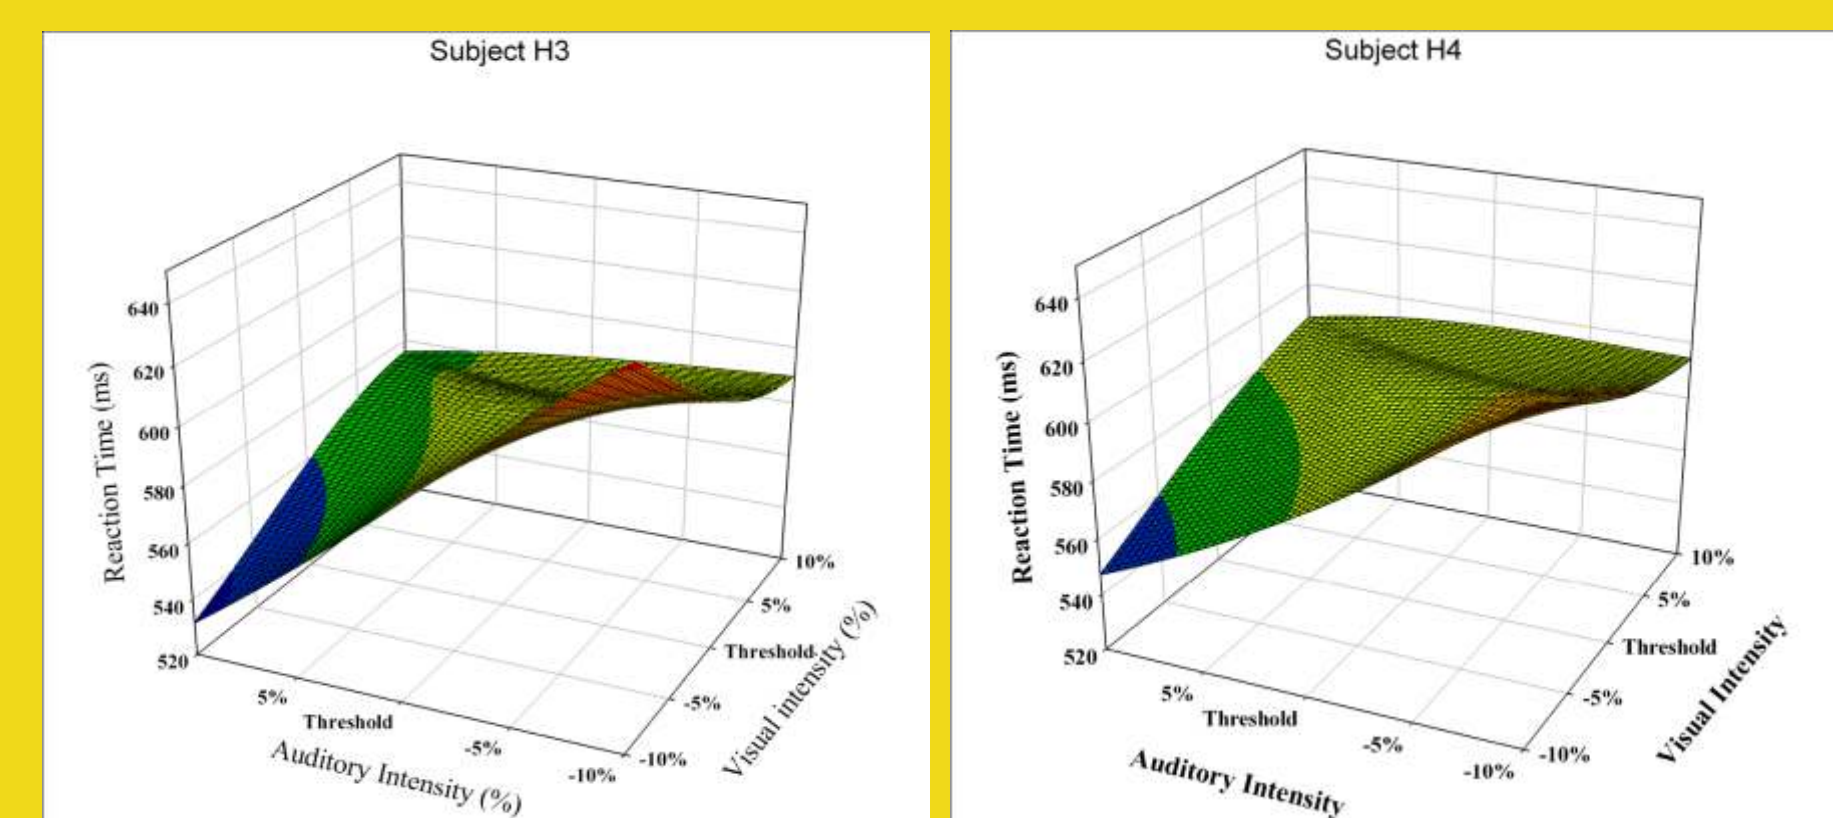 Subject H3
640
620
600
580
560
540
520
Reaction Time (ms)
5%
Threshold
-5%
-10%
Auditory Intensity (%)
10%
5%
Threshold
-5%
-10%
Visual intensity (%)
Subject H4
640
620
600
580
560
540
520
Reaction Time (ms)
5%
Threshold
-5%
-10%
Auditory Intensity
10%
5%
Threshold
-5%
-10%
Visual Intensity